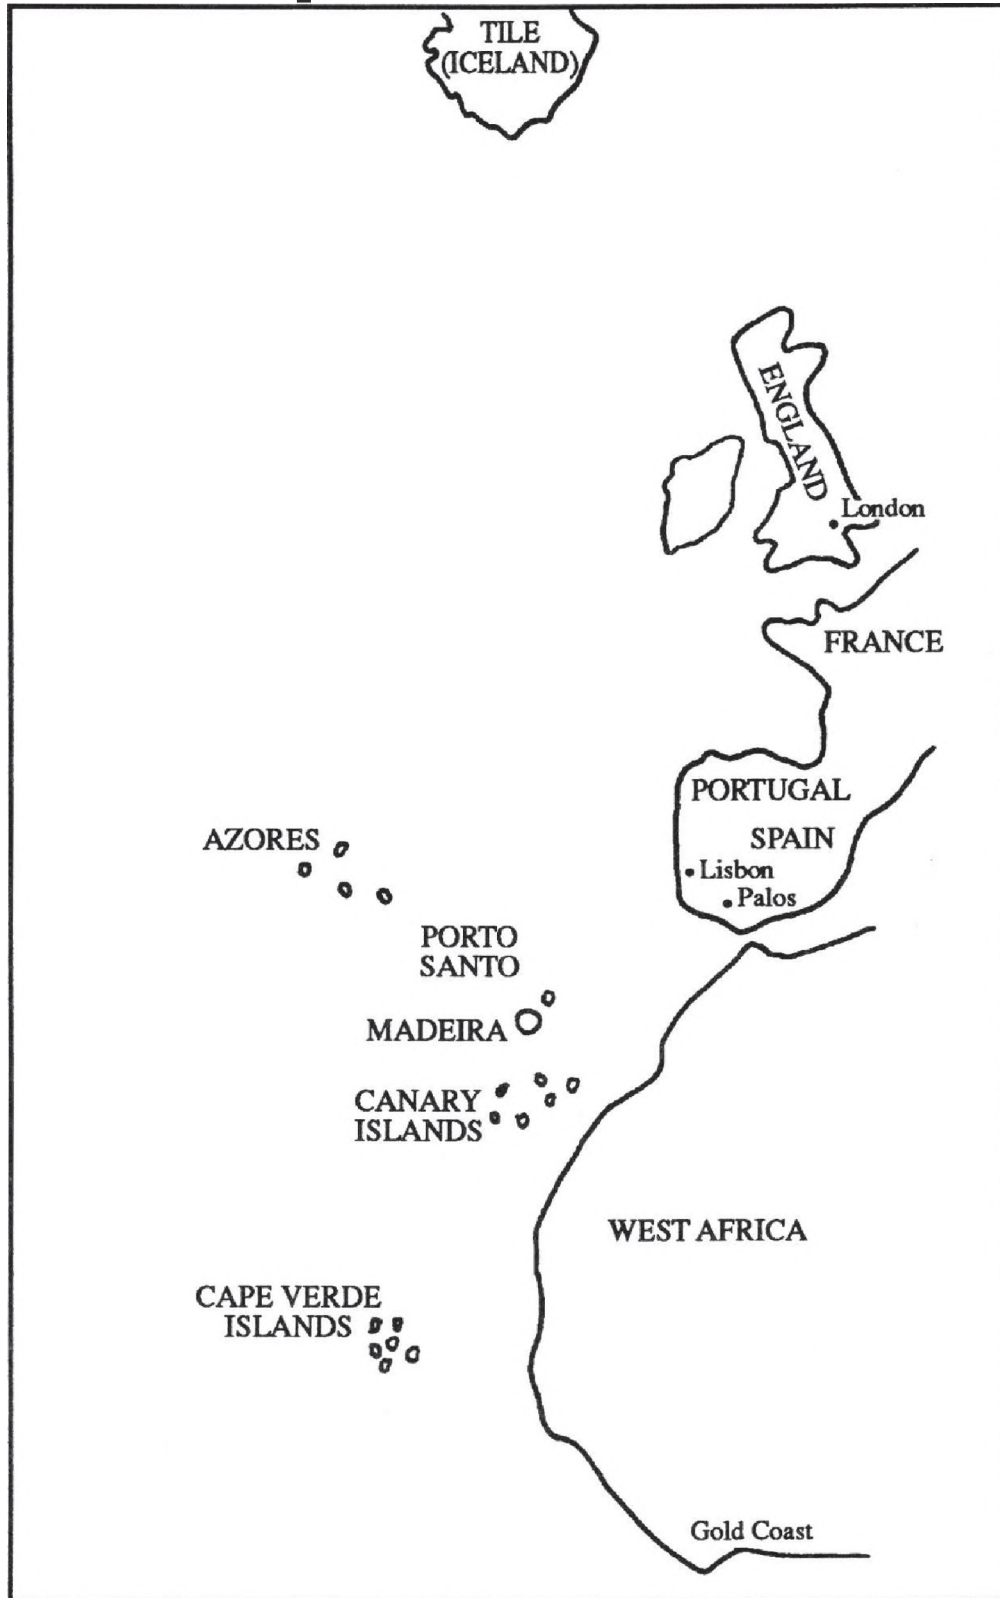 TILE
(ICELAND)
ENGLAND
London
FRANCE
PORTUGAL
SPAIN
AZORES
Lisbon
Palos
PORTO
SANTO
MADEIRA
CANARY
ISLANDS
WEST AFRICA
CAPE VERDE
ISLANDS
Gold Coast